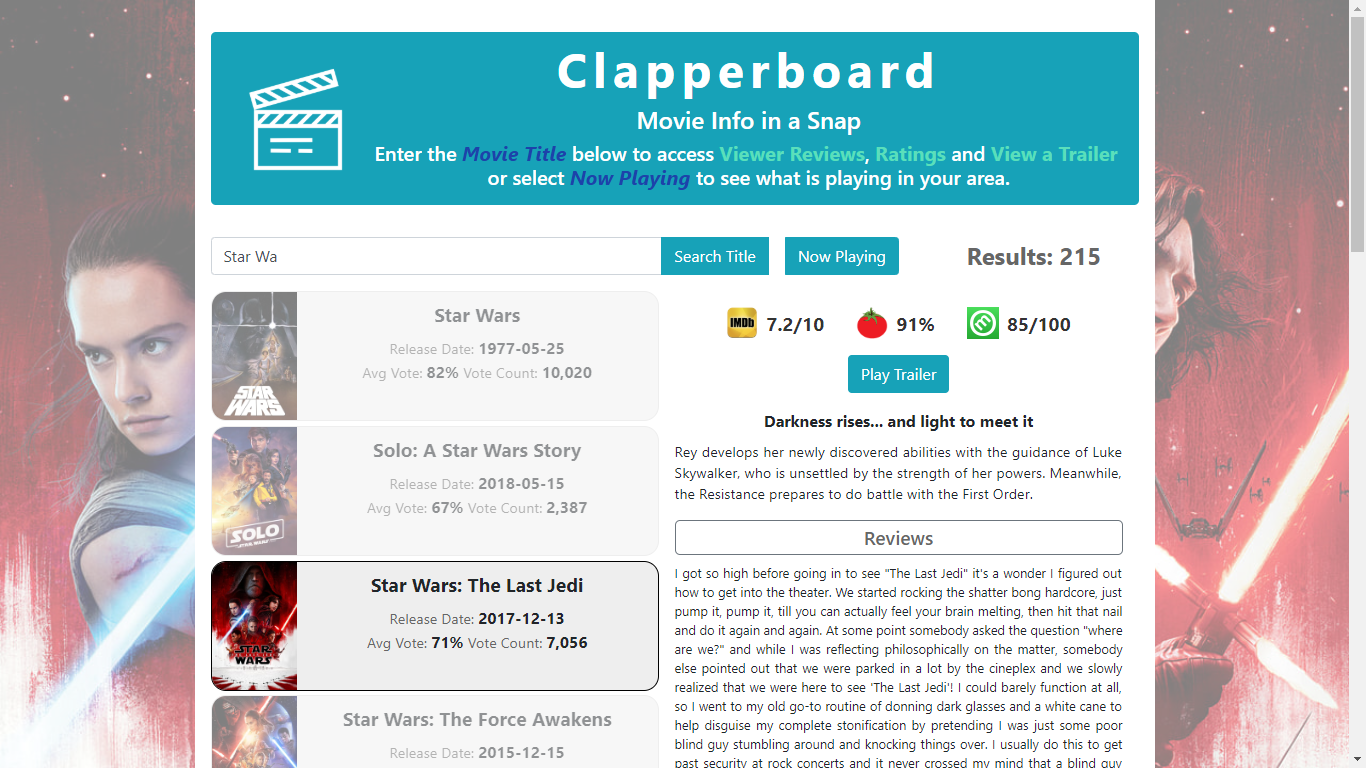 Clapperboard
Movie Info in a Snap
Enter the Movie Title below to access Viewer Reviews, Ratings and View a Trailer
or select Now Playing to see what is playing in your area.
Star Wa
Search Title
Now Playing
Results: 215
Star Wars
Release Date: 1977-05-25
Avg Vote: 82% Vote Count: 10,020
STAR
WARS
Solo: A Star Wars Story
Release Date: 2018-05-15
Avg Vote: 67% Vote Count: 2,387
SOLO
Star Wars: The Last Jedi
Release Date: 2017-12-13
Avg Vote: 71% Vote Count: 7,056
STAR
WARS
Star Wars: The Force Awakens
Release Date: 2015-12-15
IMDb 7.2/10
91%
85/100
Play Trailer
Darkness rises... and light to meet it
Rey develops her newly discovered abilities with the guidance of Luke
Skywalker, who is unsettled by the strength of her powers. Meanwhile,
the Resistance prepares to do battle with the First Order.
Reviews
I got so high before going in to see "The Last Jedi" it's a wonder I figured out
how to get into the theater. We started rocking the shatter bong hardcore, just
pump it, pump it, till you can actually feel your brain melting, then hit that nail
and do it again and again. At some point somebody asked the question "where
are we?" and while I was reflecting philosophically on the matter, somebody
else pointed out that we were parked in a lot by the cineplex and we slowly
realized that we were here to see 'The Last Jedi'! I could barely function at all,
so I went to my old go-to routine of donning dark glasses and a white cane to
help disguise my complete stonification by pretending I was just some poor
blind guy stumbling around and knocking things over. I usually do this to get
past security at rock concerts and it never crossed my mind that a blind guy